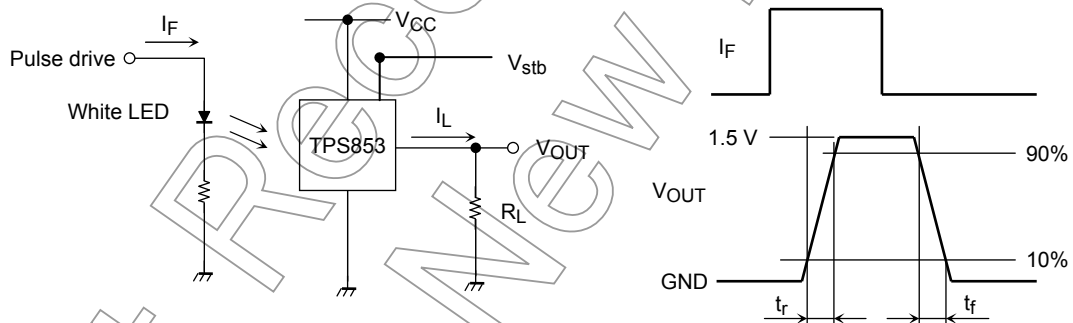 IF
VCC
Pulse drive
Vstb
White LED
IL
TPS853
VOUT
RL
IF
1.5 V
90%
VOUT
10%
GND
tr
tf